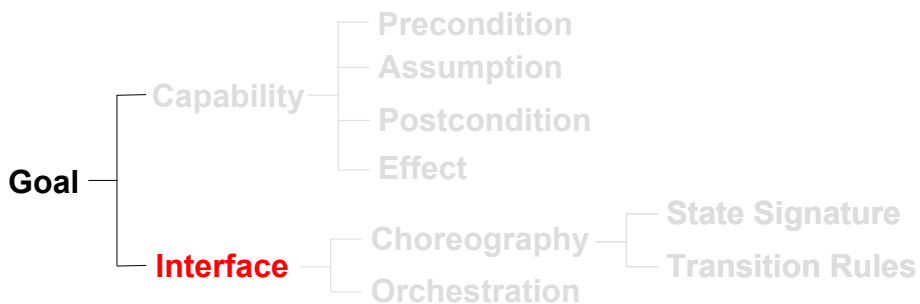 Precondition
Assumption
Capability
Postcondition
Effect
Goal
State Signature
Choreography
Interface
Transition Rules
Orchestration